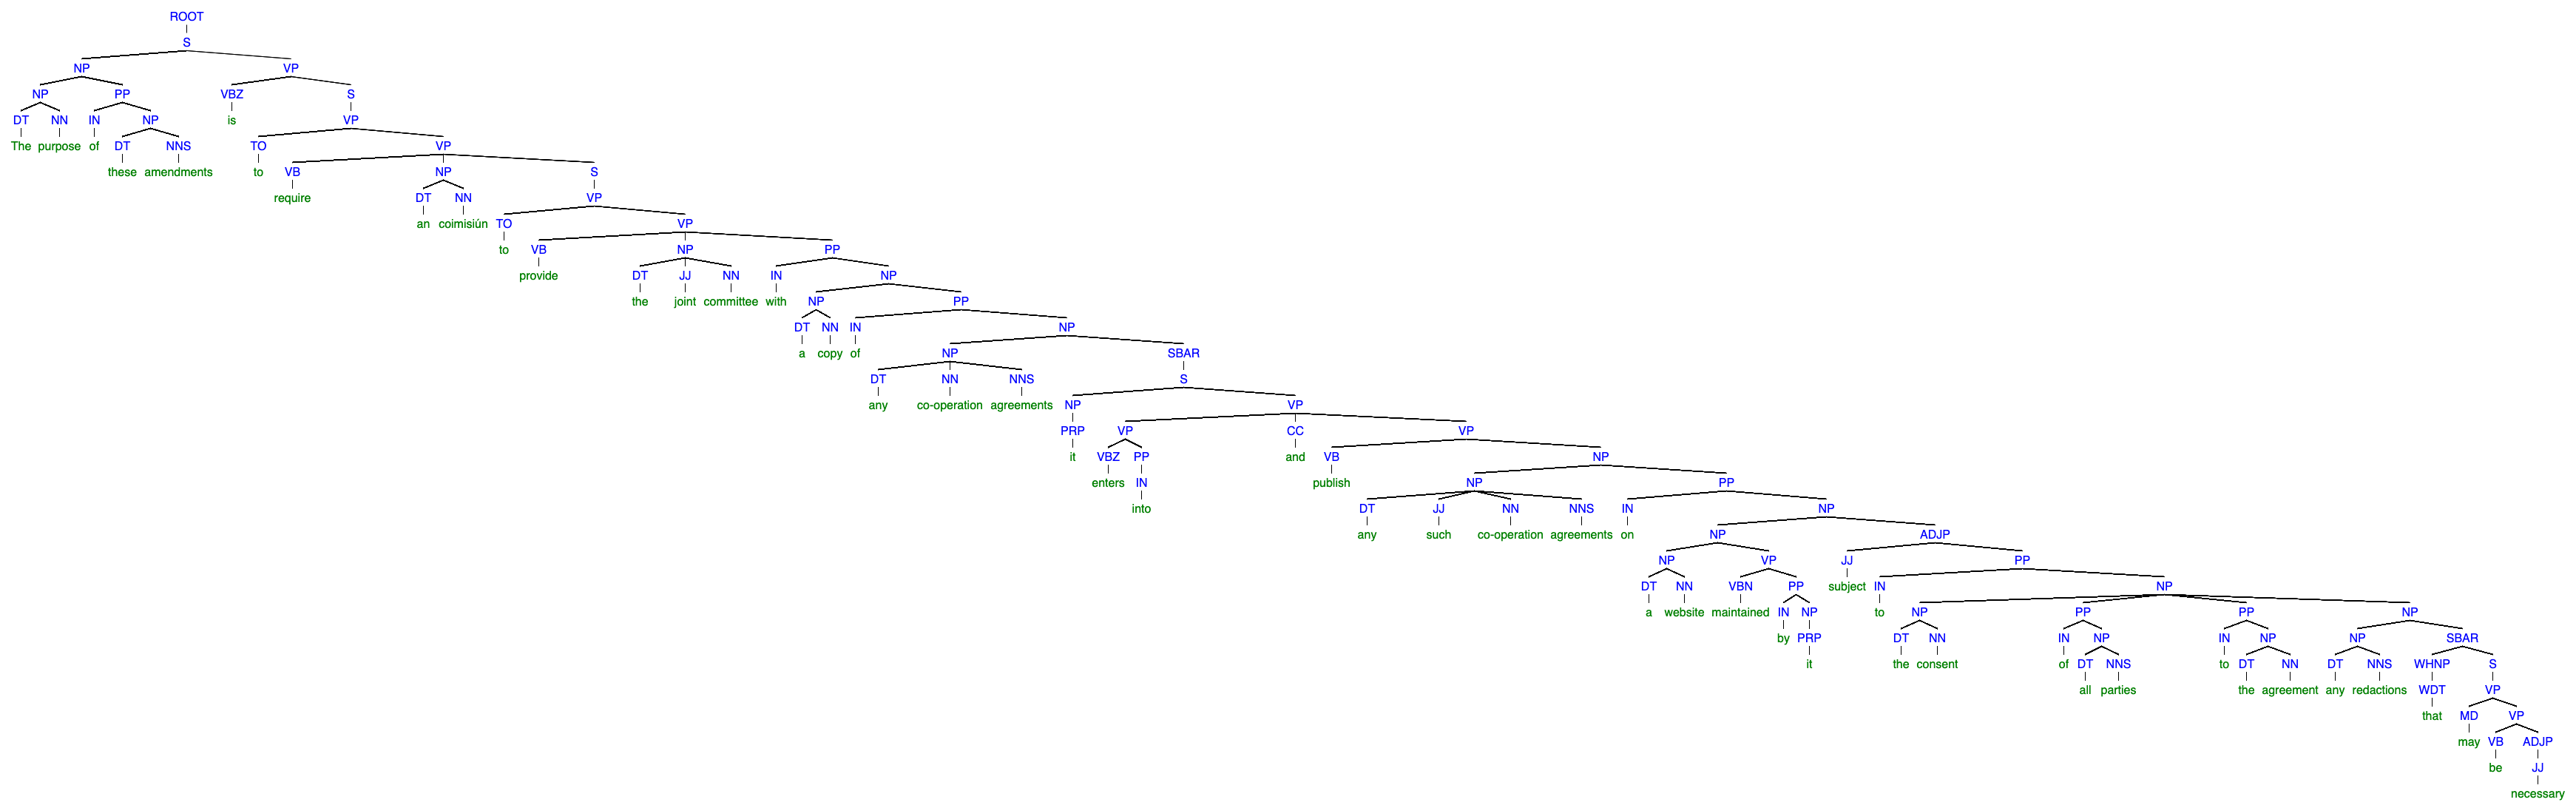 ROOT
S
NP VP
NP PP VBZ S
DT NN IN NP is VP
The purpose of DT NNS TO VP
these amendments to VB NP S
require DT NN VP
an coimisiún TO VP
to VB NP PP
provide DT JJ NN IN NP
the joint committee with NP PP
DT NN IN NP
a copy of NP SBAR
DT NN NNS S
any co-operation agreements NP VP
PRP VP CC VP
it VBZ PP and VB NP
enters IN publish NP PP
into DT JJ NN NNS IN NP
any such co-operation agreements on NP ADJP
NP VP JJ PP
DT NN VBN PP subject IN NP
a website maintained IN NP to NP PP PP NP
by PRP DT NN IN NP IN NP NP SBAR
it the consent of DT NNS to DT NN DT NNS WHNP S
all parties the agreement any redactions WDT VP
that MD VP
may VB ADJP
be JJ
necessary